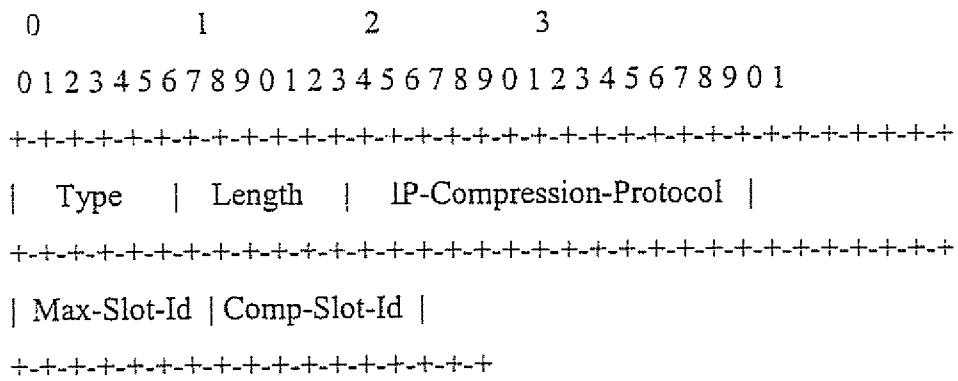 0 1 2 3
0 1 2 3 4 5 6 7 8 9 0 1 2 3 4 5 6 7 8 9 0 1 2 3 4 5 6 7 8 9 0 1
+-+-+-+-+-+-+-+-+-+-+-+-+-+-+-+-+-+-+-+-+-+-+-+-+-+-+-+-+-+-+-+-+
| Type | Length | IP-Compression-Protocol |
+-+-+-+-+-+-+-+-+-+-+-+-+-+-+-+-+-+-+-+-+-+-+-+-+-+-+-+-+-+-+-+-+
| Max-Slot-Id | Comp-Slot-Id |
+-+-+-+-+-+-+-+-+-+-+-+-+-+-+-+-+